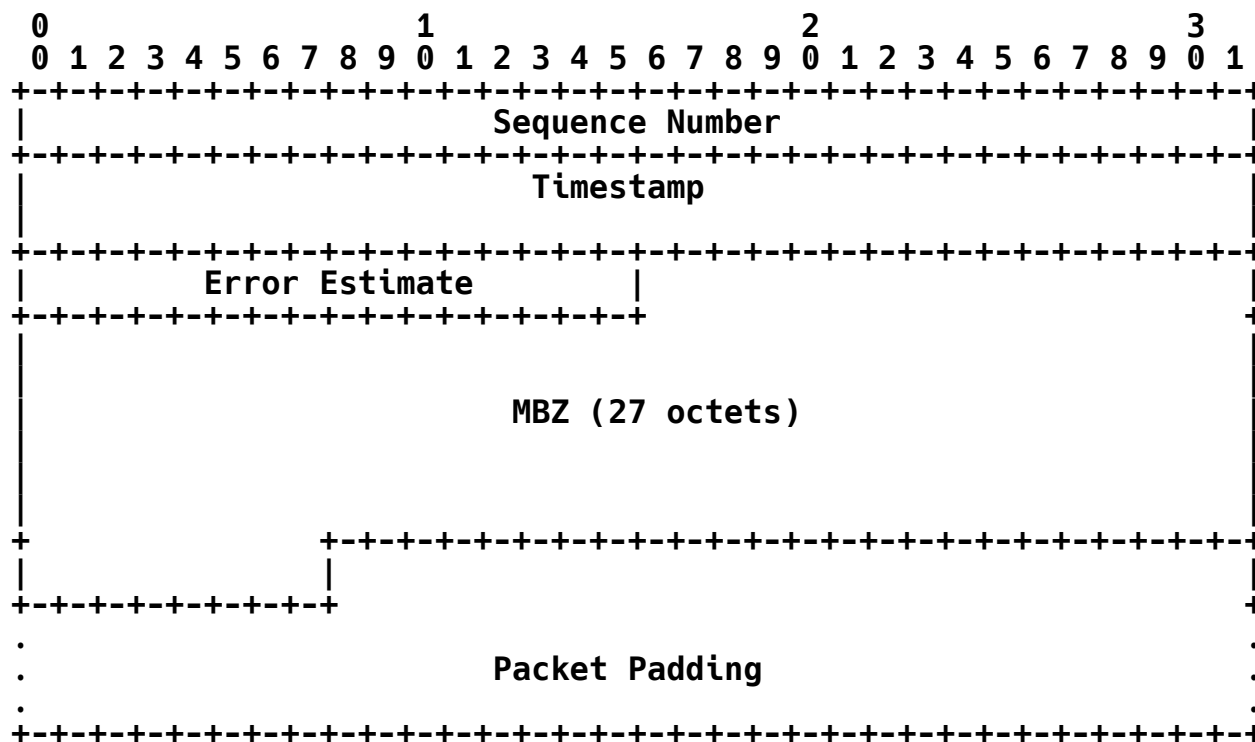 0                   1                   2                   3
 0 1 2 3 4 5 6 7 8 9 0 1 2 3 4 5 6 7 8 9 0 1 2 3 4 5 6 7 8 9 0 1
+-+-+-+-+-+-+-+-+-+-+-+-+-+-+-+-+-+-+-+-+-+-+-+-+-+-+-+-+-+-+-+-+
|                        Sequence Number                        |
+-+-+-+-+-+-+-+-+-+-+-+-+-+-+-+-+-+-+-+-+-+-+-+-+-+-+-+-+-+-+-+-+
|                          Timestamp                            |
|                                                               |
+-+-+-+-+-+-+-+-+-+-+-+-+-+-+-+-+-+-+-+-+-+-+-+-+-+-+-+-+-+-+-+-+
|         Error Estimate        |                               |
+-+-+-+-+-+-+-+-+-+-+-+-+-+-+-+-+                               +
|                                                               |
|                                                               |
|                         MBZ (27 octets)                       |
|                                                               |
|                                                               |
|                                                               |
+               +-+-+-+-+-+-+-+-+-+-+-+-+-+-+-+-+-+-+-+-+-+-+-+-+
|               |                                               |
+-+-+-+-+-+-+-+-+                                               +
.                                                               .
.                        Packet Padding                         .
.                                                               .
+-+-+-+-+-+-+-+-+-+-+-+-+-+-+-+-+-+-+-+-+-+-+-+-+-+-+-+-+-+-+-+-+